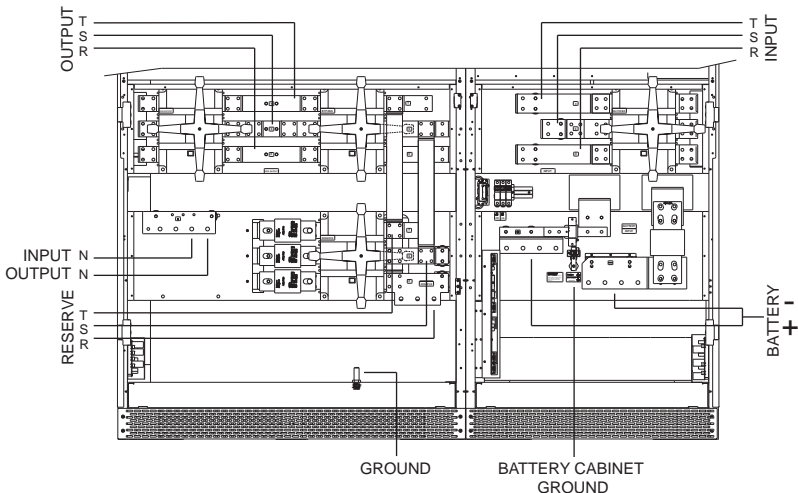 OUTPUT
T
S
R
T
S
R
INPUT
INPUT N
OUTPUT N
RESERVE
T
S
R
BATTERY
-
+
GROUND
BATTERY CABINET
GROUND